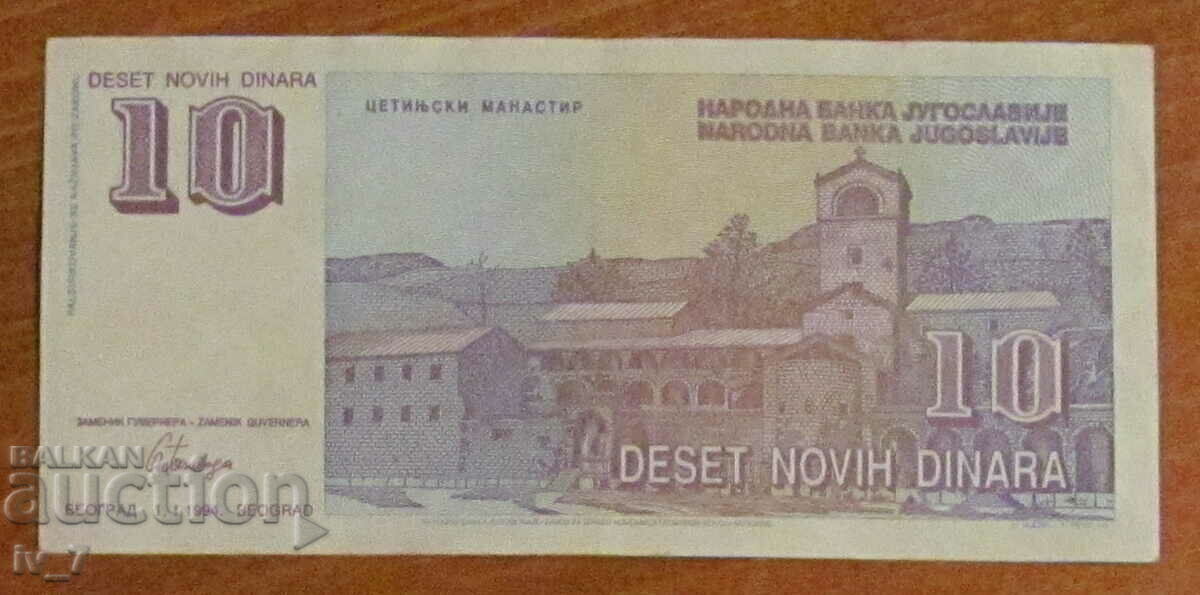 DESET NOVIH DINARA
10
ЦЕТИЊСКИ МАНАСТИР
НАРОДНА БАНКА ЈУГОСЛАВИЈЕ
NARODNA BANKA JUGOSLAVIJE
10
DESET NOVIH DINARA
ЗАМЕНИК ГУВЕРНЕРА - ZAMENIK GUVERNERA
БЕОГРАД 1. 1. 1994. BEOGRAD
BALKAN
auction
iv_7